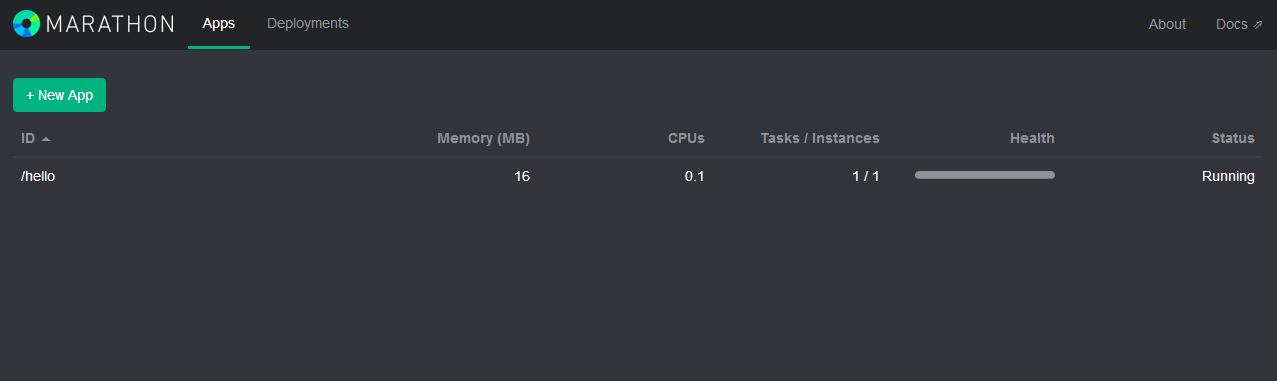 MARATHON Apps Deployments About Docs ⇗
+ New App
ID Memory (MB) CPUs Tasks / Instances Health Status
/hello 16 0.1 1 / 1 Running